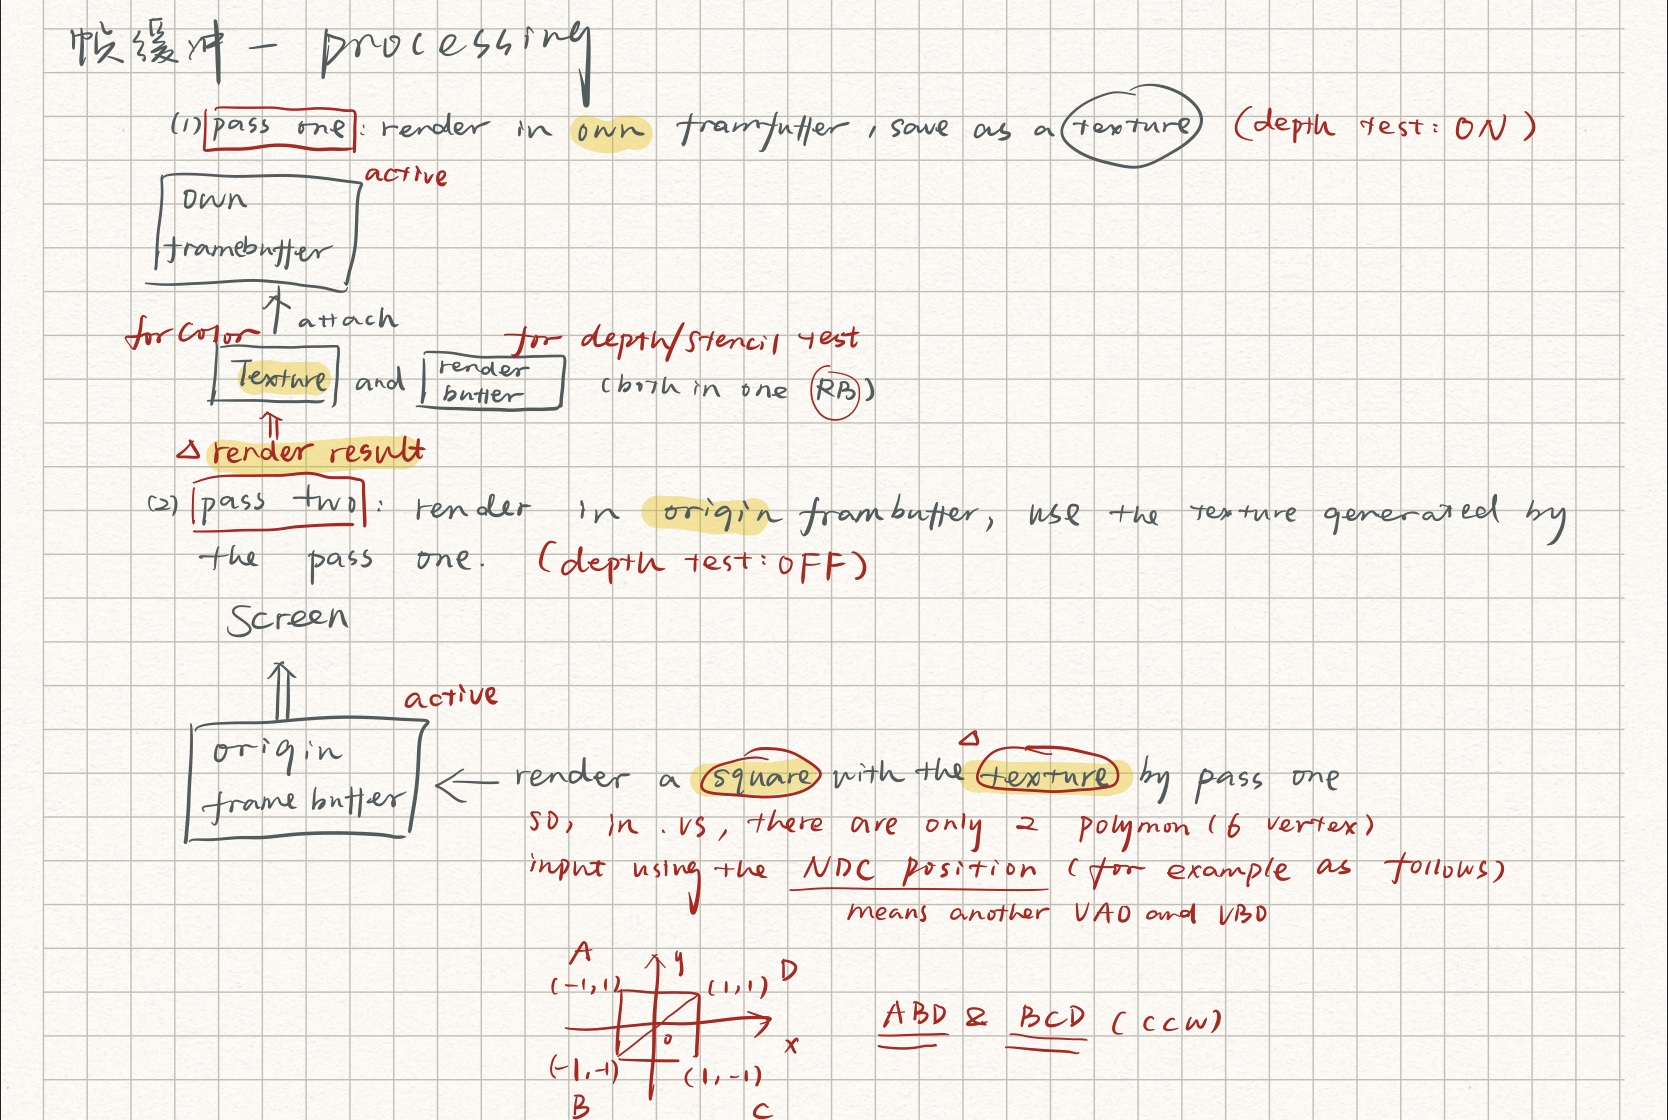 帧缓冲 — processing
(1) pass one: render in own framfuffer, save as a texture (depth test: ON)
active
own
framebuffer
for color
attach
for depth/stencil test
Texture and render buffer (both in one RB)
△ render result
(2) pass two: render in origin frambuffer, use the texture generated by
the pass one. (depth test: OFF)
Screen
active
origin
frame buffer
△
render a square with the texture by pass one
so, in .vs, there are only 2 polymon (6 vertex)
input using the NDC position (for example as follows)
means another VAO and VBO
A
y
D
(-1,1)
(1,1)
ABD & BCD (ccw)
0
x
(-1,-1)
(1,-1)
B
C